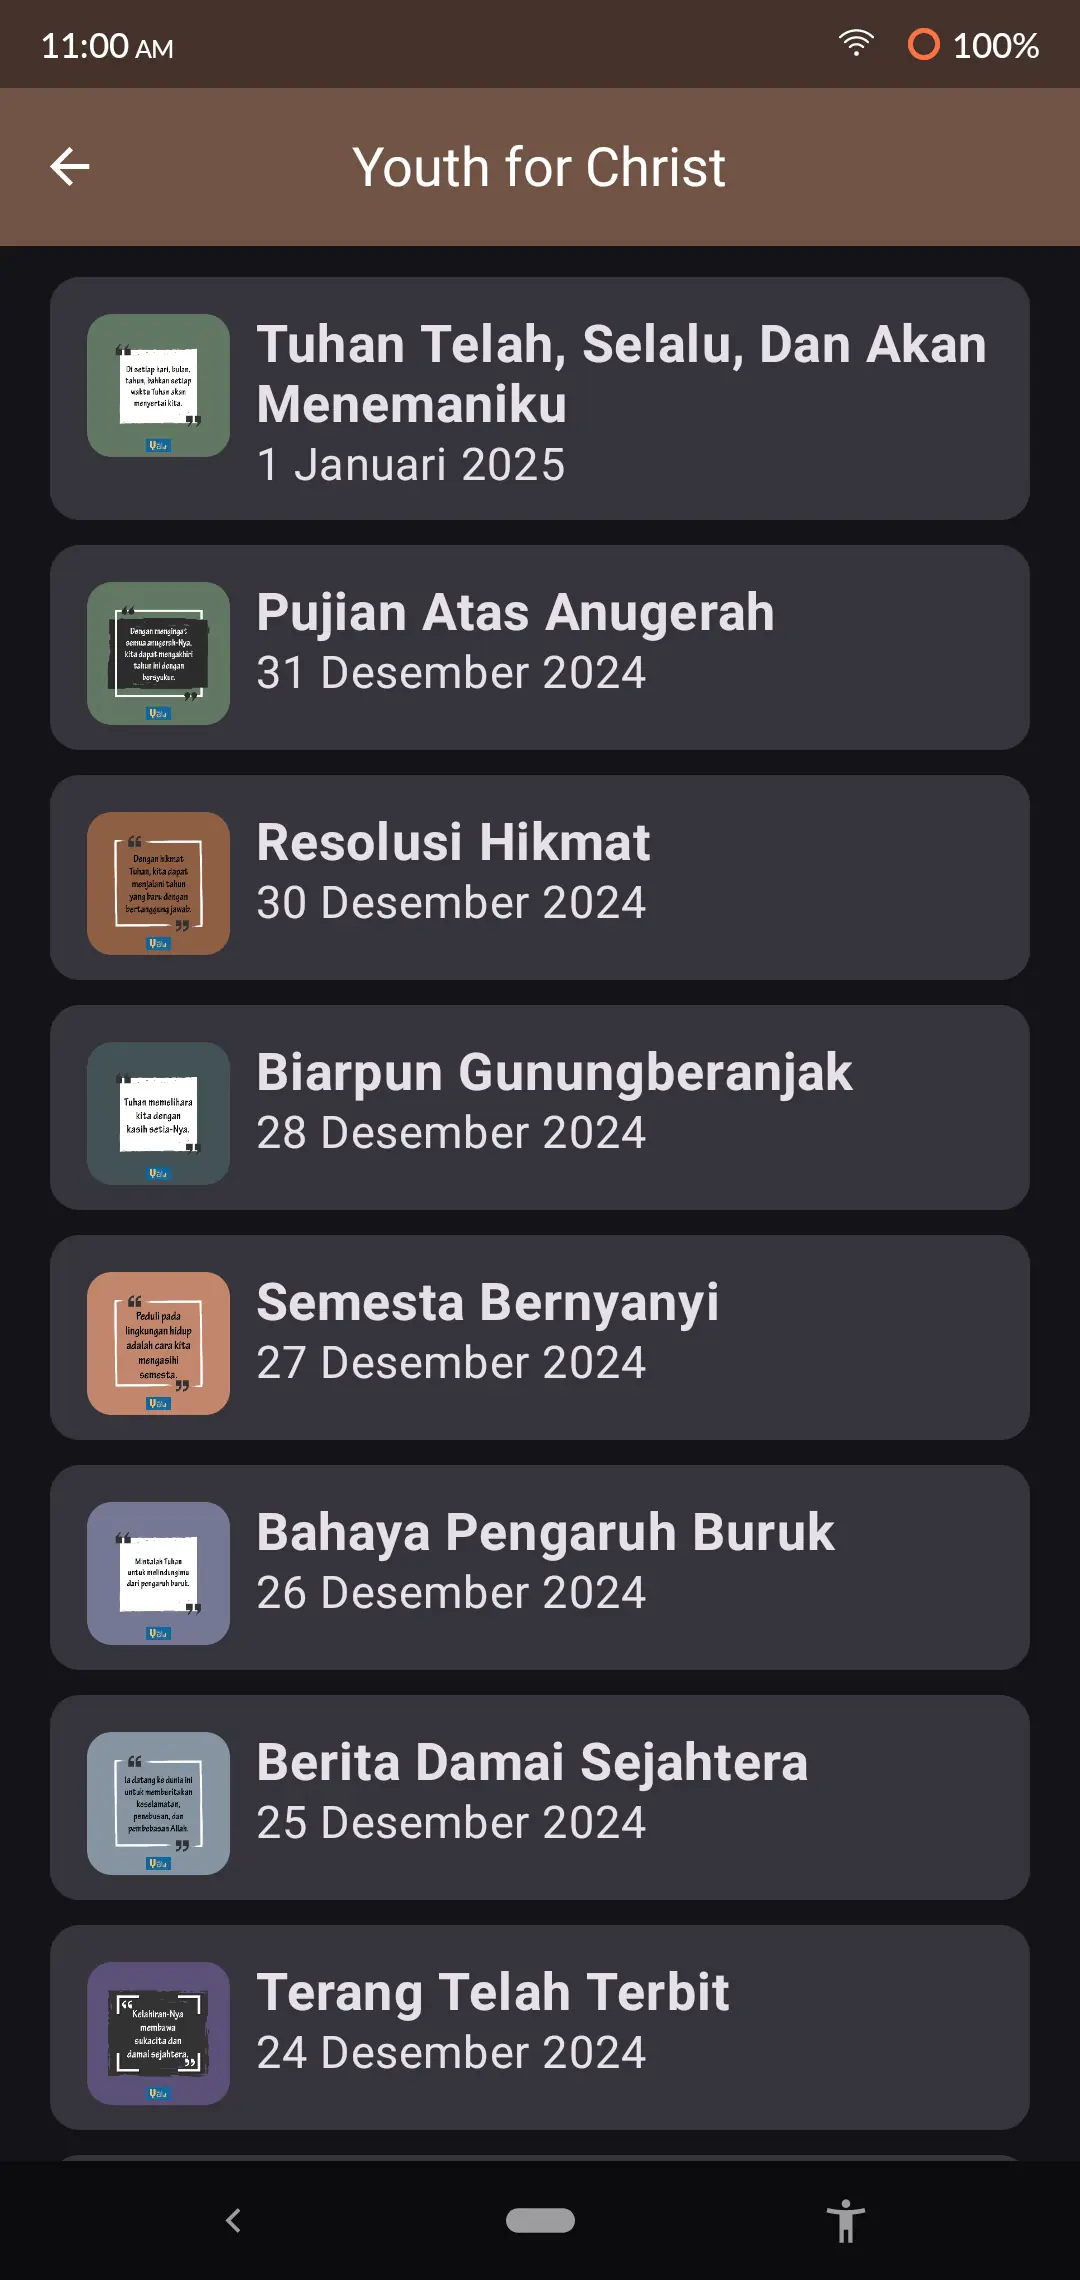 11:00 AM
100%
Youth for Christ
Di setiap hari, bulan,
tahun, bahkan setiap
waktu Tuhan akan
menyertai kita.
Tuhan Telah, Selalu, Dan Akan
Menemaniku
1 Januari 2025
Dengan mengingat
semua anugerah-Nya,
kita dapat mengakhiri
tahun ini dengan
bersyukur.
Pujian Atas Anugerah
31 Desember 2024
Dengan hikmat
Tuhan, kita dapat
menjalani tahun
yang baru dengan
bertanggung jawab.
Resolusi Hikmat
30 Desember 2024
Tuhan memelihara
kita dengan
kasih setia-Nya.
Biarpun Gunungberanjak
28 Desember 2024
Peduli pada
lingkungan hidup
adalah cara kita
mengasihi
semesta.
Semesta Bernyanyi
27 Desember 2024
Mintalah Tuhan
untuk melindungimu
dari pengaruh buruk.
Bahaya Pengaruh Buruk
26 Desember 2024
Ia datang ke dunia ini
untuk memberitakan
keselamatan,
penebusan, dan
pembebasan Allah.
Berita Damai Sejahtera
25 Desember 2024
Kelahiran-Nya
membawa
sukacita dan
damai sejahtera.
Terang Telah Terbit
24 Desember 2024